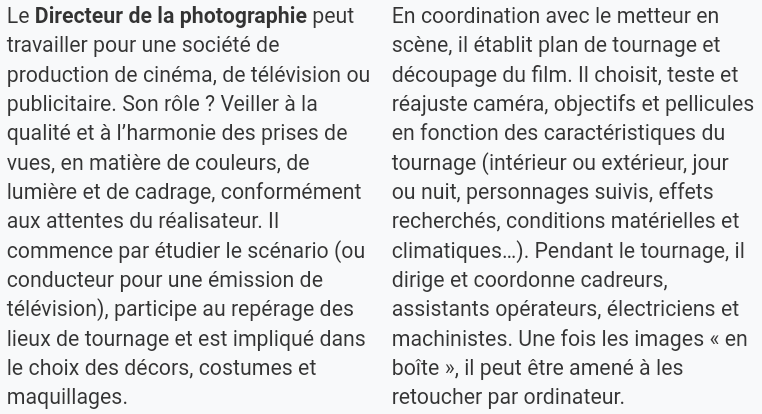 Le Directeur de la photographie peut
travailler pour une société de
production de cinéma, de télévision ou
publicitaire. Son rôle ? Veiller à la
qualité et à l’harmonie des prises de
vues, en matière de couleurs, de
lumière et de cadrage, conformément
aux attentes du réalisateur. Il
commence par étudier le scénario (ou
conducteur pour une émission de
télévision), participe au repérage des
lieux de tournage et est impliqué dans
le choix des décors, costumes et
maquillages.
En coordination avec le metteur en
scène, il établit plan de tournage et
découpage du film. Il choisit, teste et
réajuste caméra, objectifs et pellicules
en fonction des caractéristiques du
tournage (intérieur ou extérieur, jour
ou nuit, personnages suivis, effets
recherchés, conditions matérielles et
climatiques…). Pendant le tournage, il
dirige et coordonne cadreurs,
assistants opérateurs, électriciens et
machinistes. Une fois les images « en
boîte », il peut être amené à les
retoucher par ordinateur.